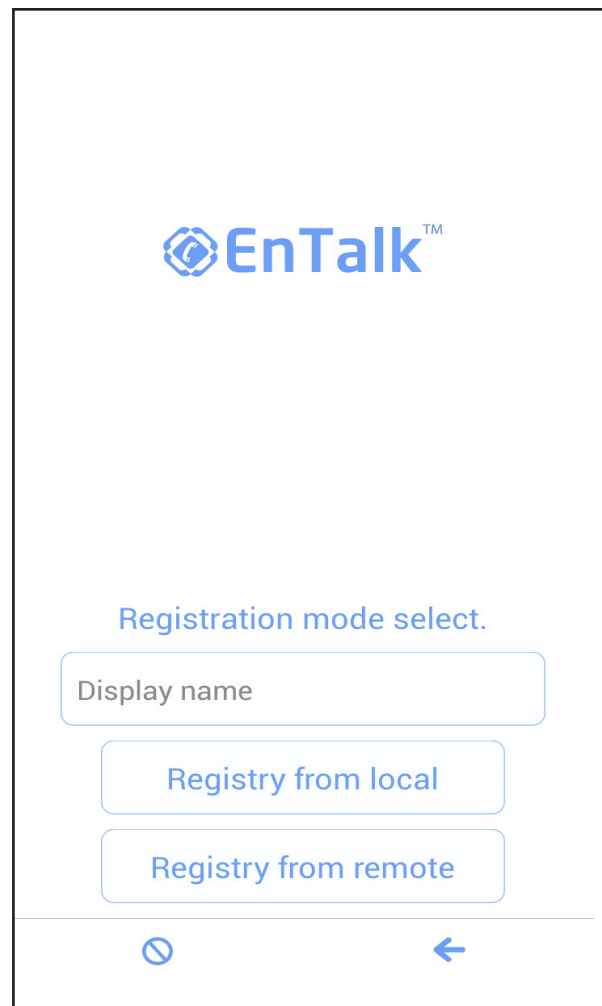 EnTalk™
Registration mode select.
Display name
Registry from local
Registry from remote